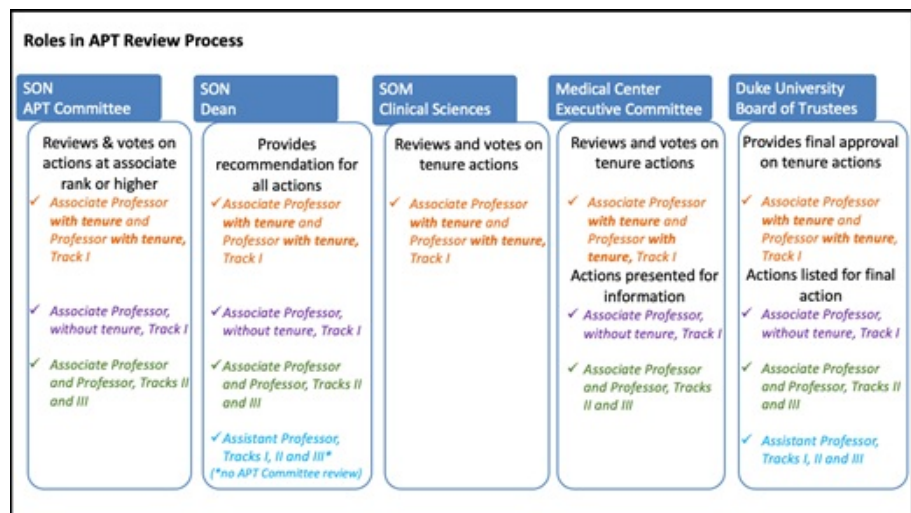 Roles in APT Review Process
SON
APT Committee
Reviews & votes on
actions at associate
rank or higher
✓ Associate Professor
with tenure and
Professor with tenure,
Track I
✓ Associate Professor,
without tenure, Track I
✓ Associate Professor
and Professor, Tracks II
and III
SON
Dean
Provides
recommendation for
all actions
✓ Associate Professor
with tenure and
Professor with tenure,
Track I
✓ Associate Professor,
without tenure, Track I
✓ Associate Professor
and Professor, Tracks II
and III
✓ Assistant Professor,
Tracks I, II and III*
(*no APT Committee review)
SOM
Clinical Sciences
Reviews and votes on
tenure actions
✓ Associate Professor
with tenure and
Professor with tenure,
Track I
Medical Center
Executive Committee
Reviews and votes on
tenure actions
✓ Associate Professor
with tenure and
Professor with
tenure, Track I
Actions presented for
information
✓ Associate Professor,
without tenure, Track I
✓ Associate Professor
and Professor, Tracks
II and III
Duke University
Board of Trustees
Provides final approval
on tenure actions
✓ Associate Professor
with tenure and
Professor with tenure,
Track I
Actions listed for final
action
✓ Associate Professor,
without tenure, Track I
✓ Associate Professor
and Professor, Tracks II
and III
✓ Assistant Professor,
Tracks I, II and III